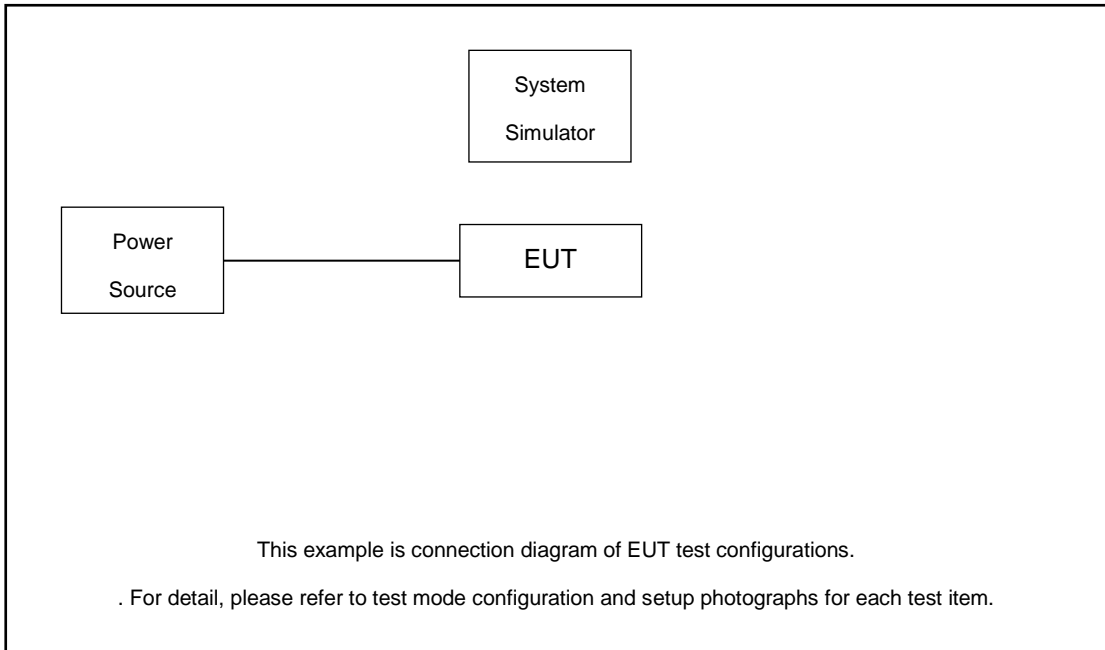 System
Simulator
Power
Source
EUT
This example is connection diagram of EUT test configurations.
. For detail, please refer to test mode configuration and setup photographs for each test item.